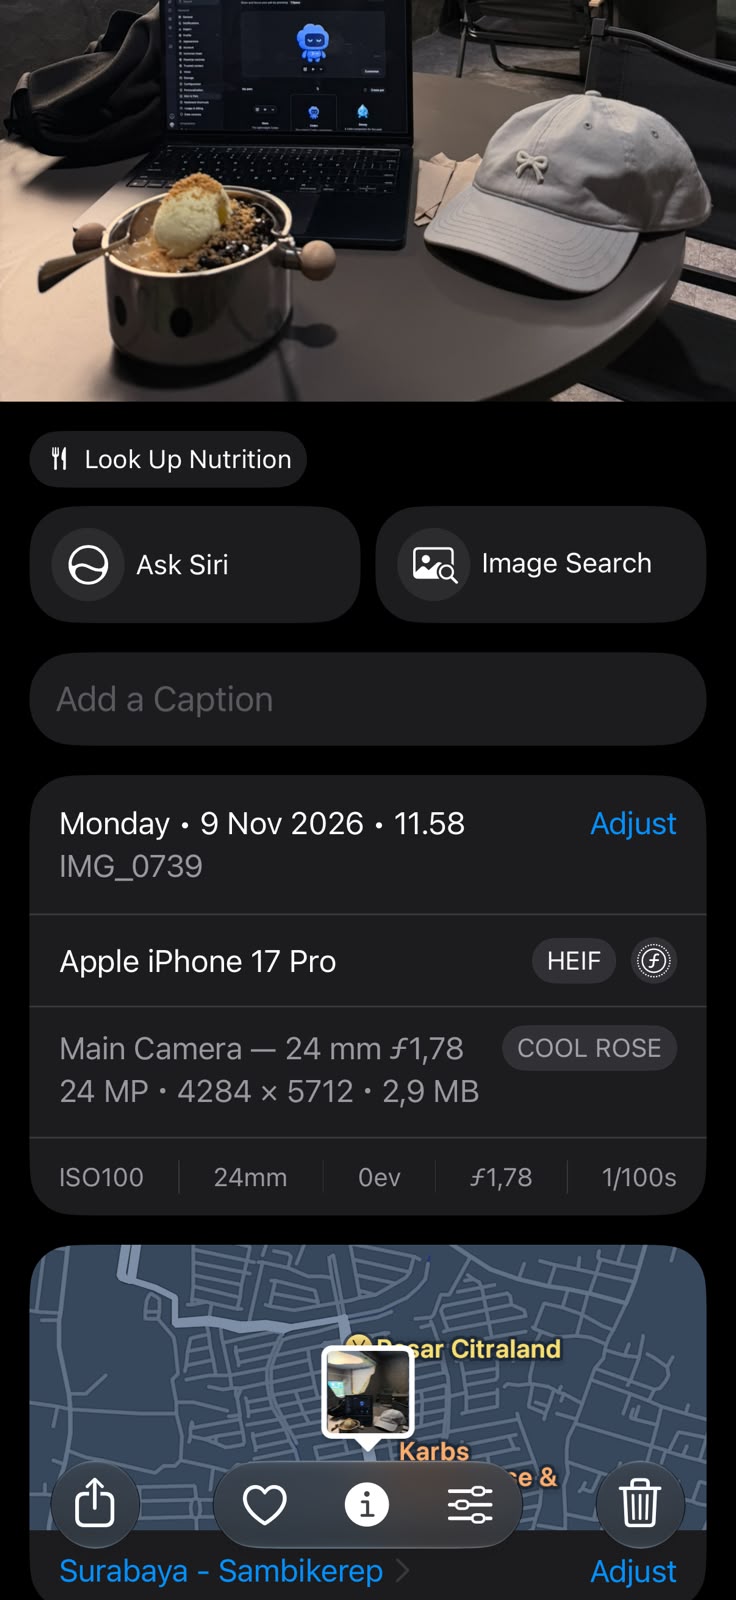 Look Up Nutrition
Ask Siri
Image Search
Add a Caption
Monday • 9 Nov 2026 • 11.58
Adjust
IMG_0739
Apple iPhone 17 Pro
HEIF
Main Camera — 24 mm ƒ1,78
COOL ROSE
24 MP • 4284 × 5712 • 2,9 MB
ISO100
24mm
0ev
ƒ1,78
1/100s
Pasar Citraland
Karbs
&
Surabaya - Sambikerep
Adjust